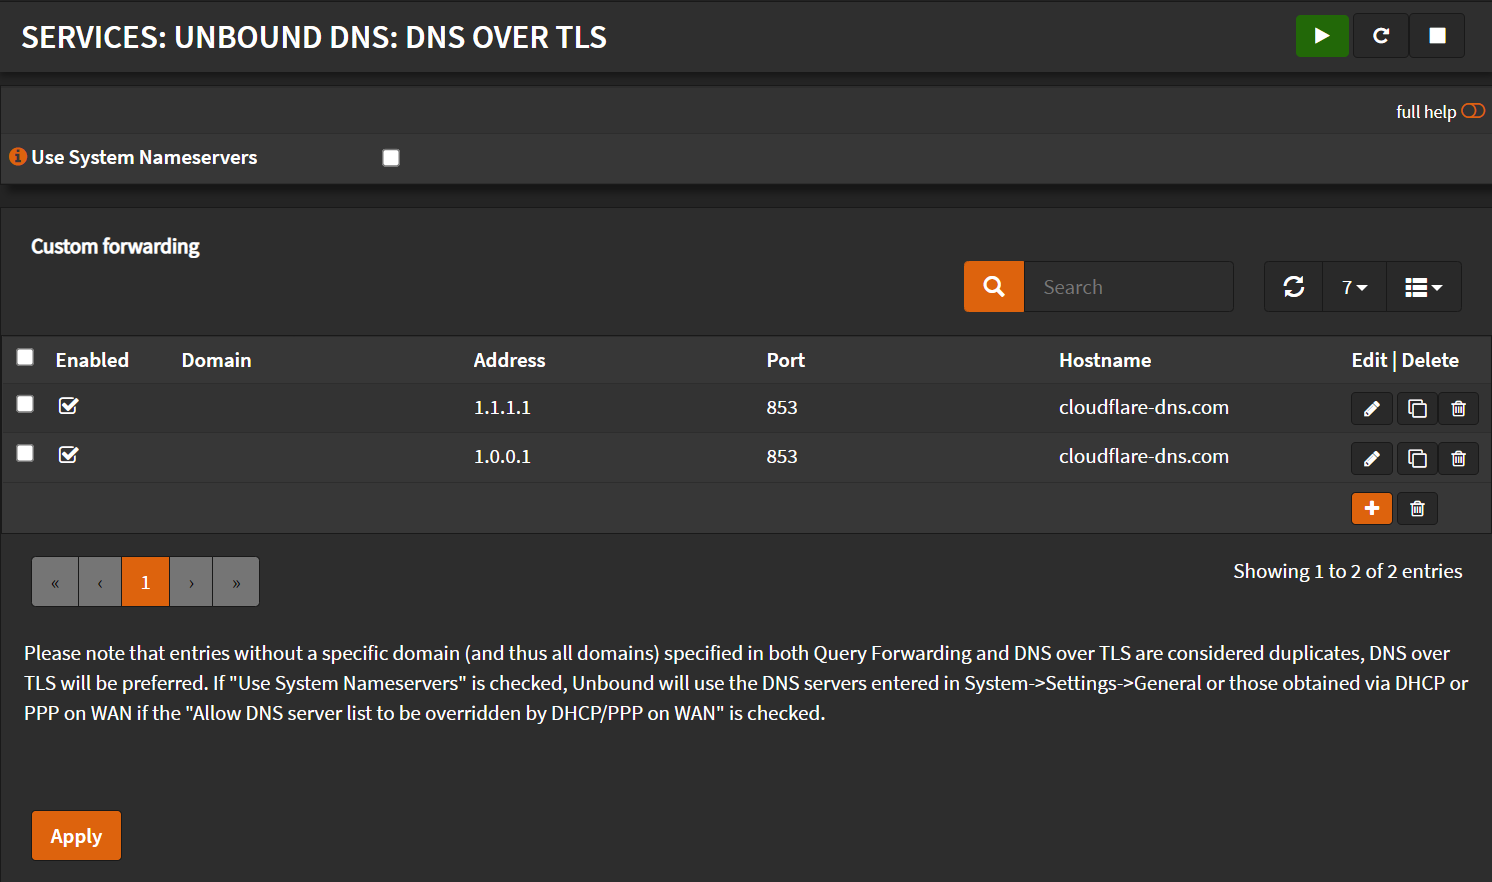 SERVICES: UNBOUND DNS: DNS OVER TLS
full help
Use System Nameservers
Custom forwarding
Search
7
Enabled Domain Address Port Hostname Edit | Delete
1.1.1.1 853 cloudflare-dns.com
1.0.0.1 853 cloudflare-dns.com
« ‹ 1 › »
Showing 1 to 2 of 2 entries
Please note that entries without a specific domain (and thus all domains) specified in both Query Forwarding and DNS over TLS are considered duplicates, DNS over
TLS will be preferred. If "Use System Nameservers" is checked, Unbound will use the DNS servers entered in System->Settings->General or those obtained via DHCP or
PPP on WAN if the "Allow DNS server list to be overridden by DHCP/PPP on WAN" is checked.
Apply